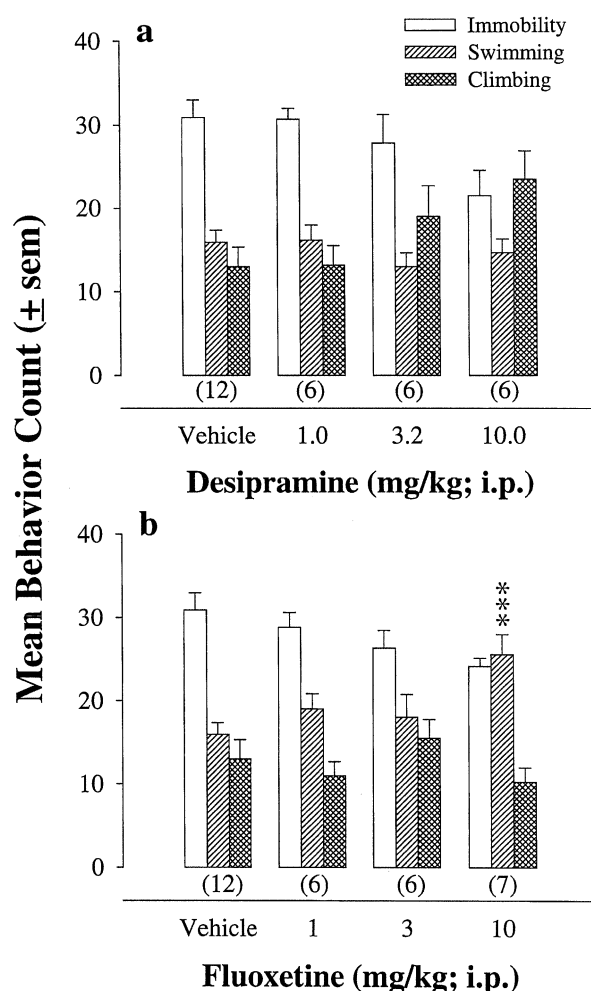 a
Immobility
Swimming
Climbing
40
30
20
10
0
(12) (6) (6) (6)
Vehicle 1.0 3.2 10.0
Desipramine (mg/kg; i.p.)
Mean Behavior Count (± sem)
b
40
30
20
10
0
***
(12) (6) (6) (7)
Vehicle 1 3 10
Fluoxetine (mg/kg; i.p.)